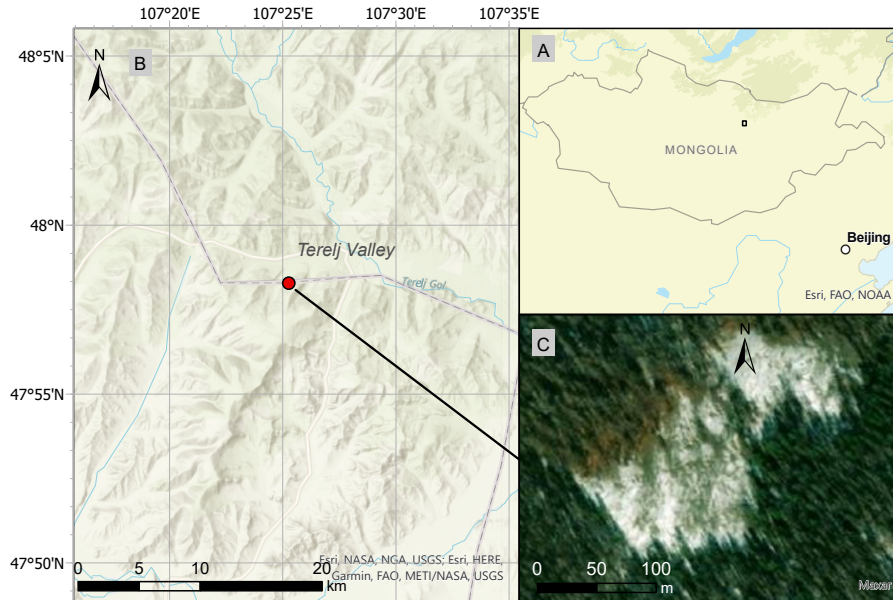 107°20'E
107°25'E
107°30'E
107°35'E
48°5'N
48°N
47°55'N
47°50'N
N
B
Terelj Valley
Terelj Gol
0
5
10
20
km
Esri, NASA, NGA, USGS; Esri, HERE,
Garmin, FAO, METI/NASA, USGS
A
MONGOLIA
Beijing
Esri, FAO, NOAA
C
N
0
50
100
m
Maxar